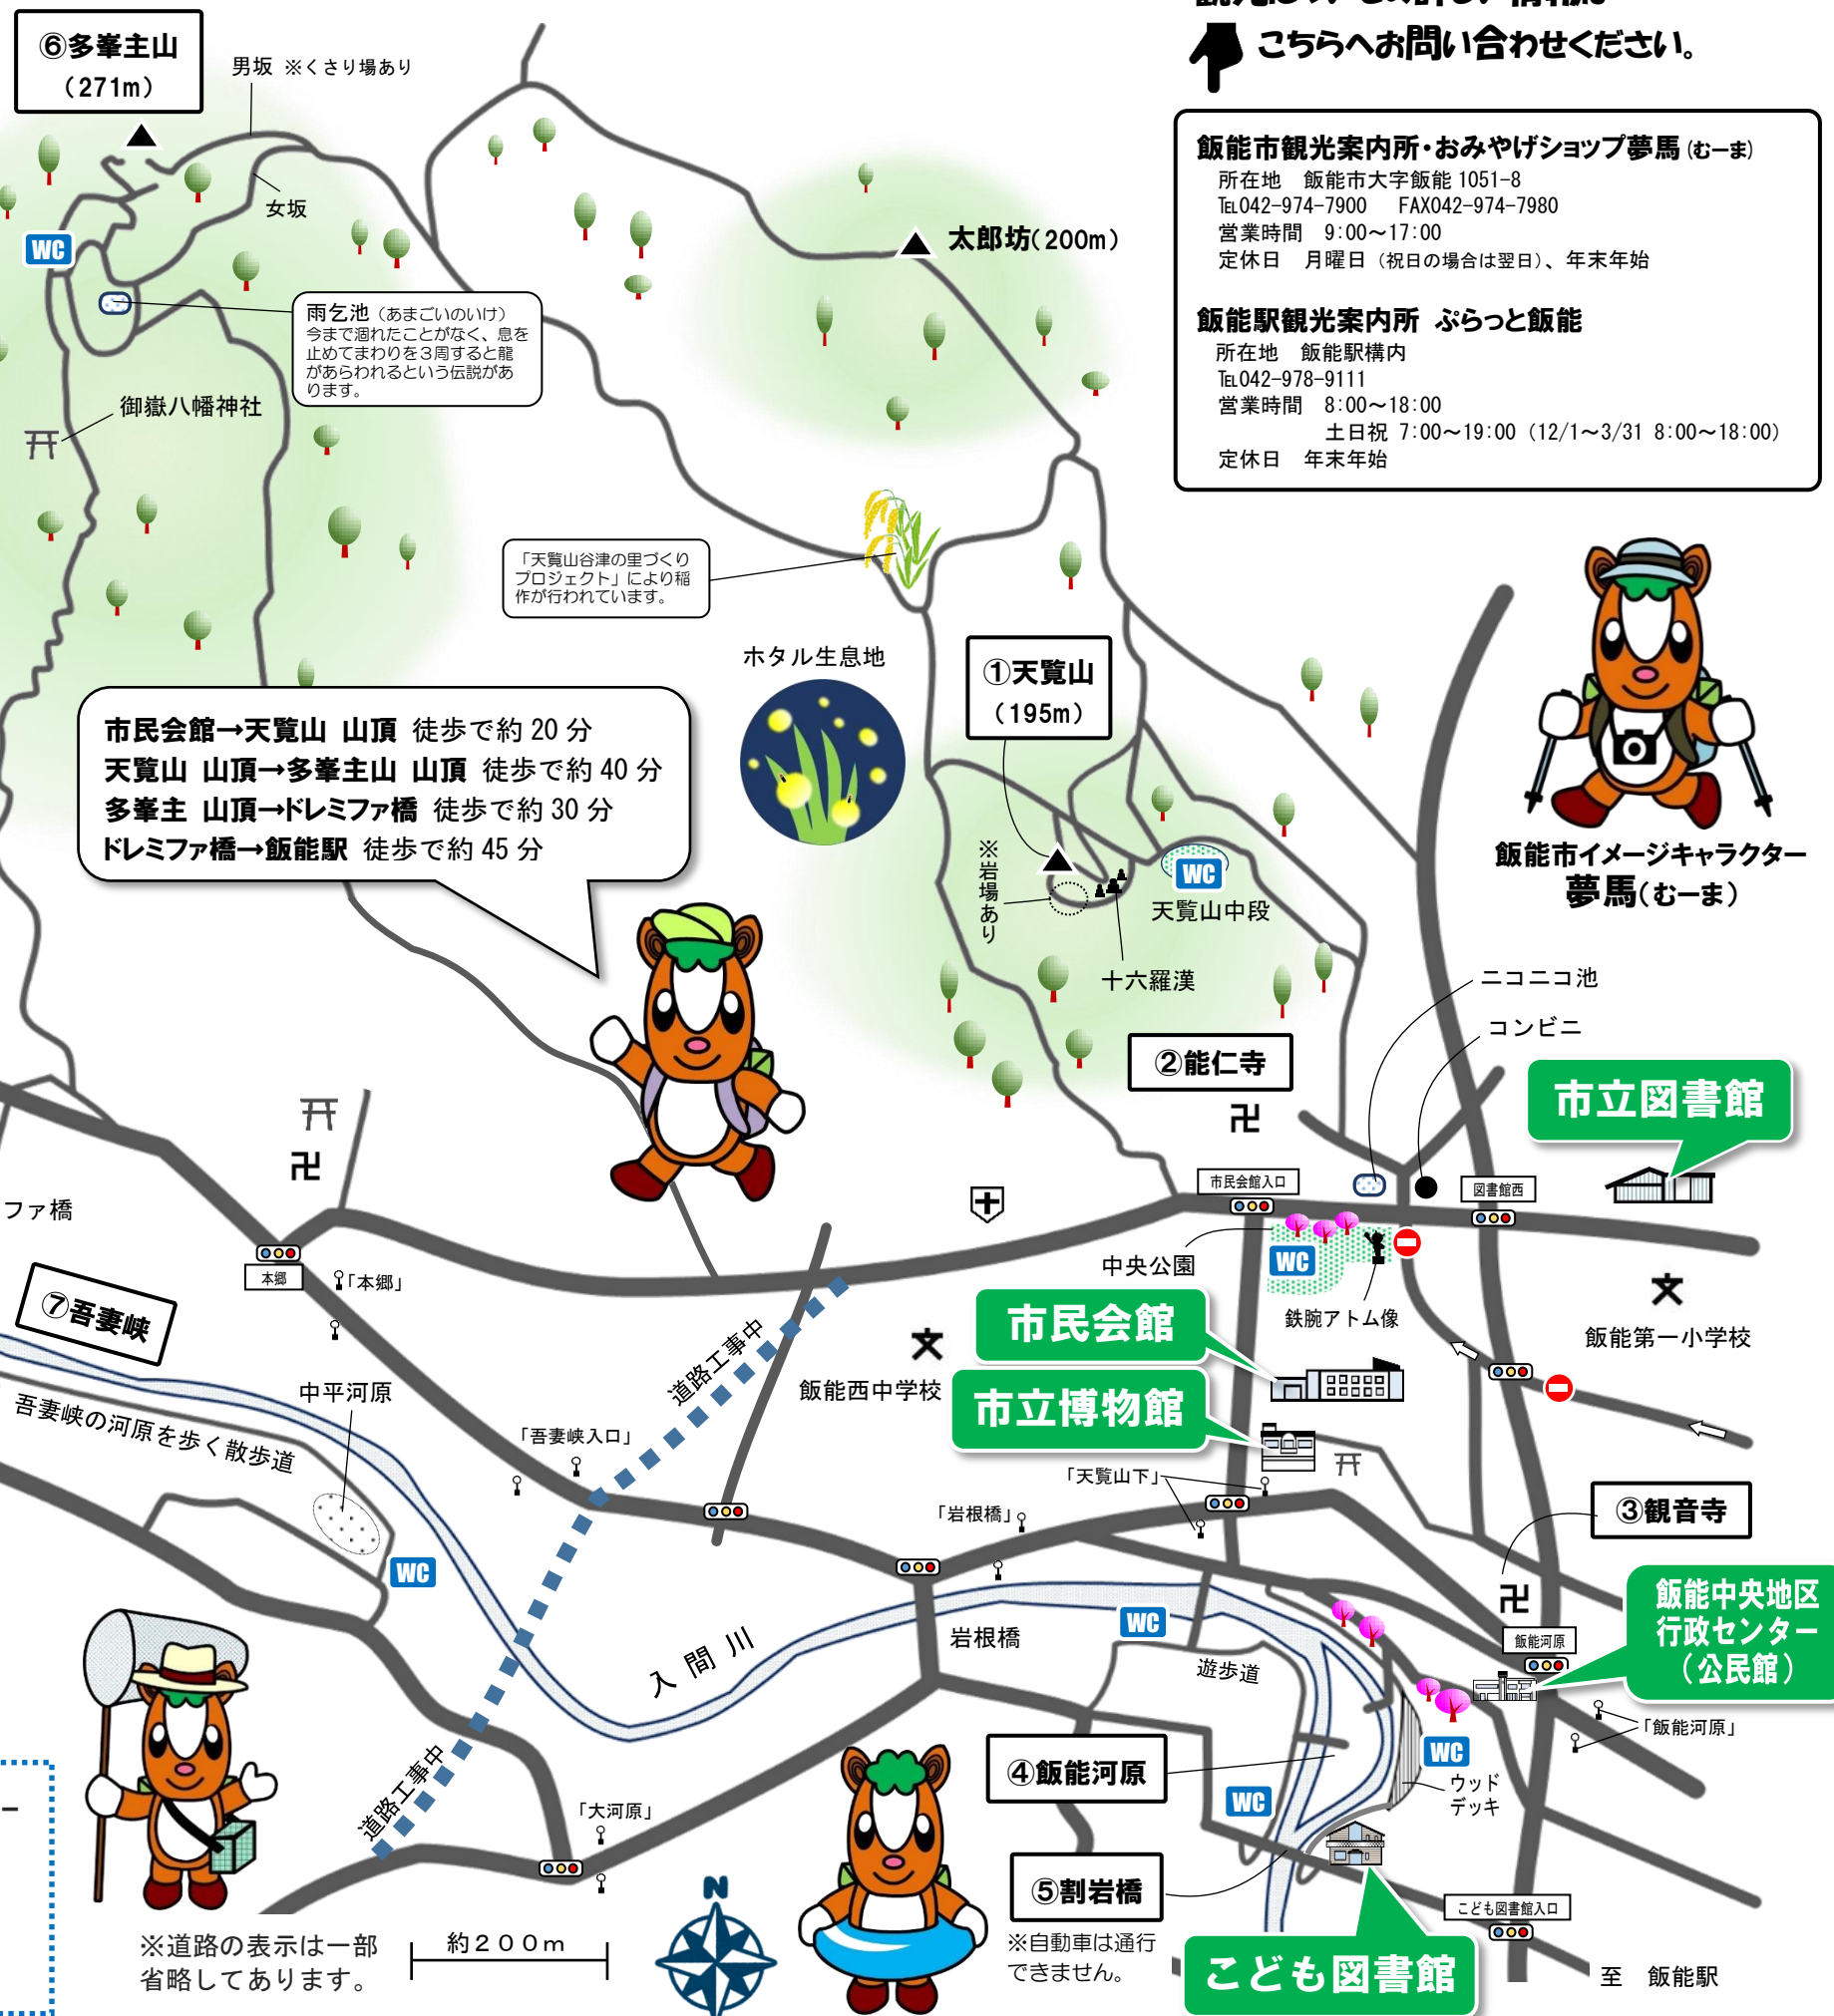 こちらへお問い合わせください。
飯能市観光案内所・おみやげショップ夢馬（むーま）
所在地　飯能市大字飯能 1051-8
℡042-974-7900　FAX042-974-7980
営業時間　9:00～17:00
定休日　月曜日（祝日の場合は翌日）、年末年始
飯能駅観光案内所 ぷらっと飯能
所在地　飯能駅構内
℡042-978-9111
営業時間　8:00～18:00
土日祝 7:00～19:00（12/1～3/31 8:00～18:00）
定休日　年末年始
⑥多峯主山
（271m）
男坂 ※くさり場あり
女坂
WC
太郎坊（200m）
雨乞池（あまごいのいけ）
今まで涸れたことがなく、息を
止めてまわりを３周すると龍
があらわれるという伝説があ
ります。
御嶽八幡神社
「天覧山谷津の里づくり
プロジェクト」により稲
作が行われています。
ホタル生息地
①天覧山
（195m）
市民会館→天覧山 山頂 徒歩で約 20 分
天覧山 山頂→多峯主山 山頂 徒歩で約 40 分
多峯主 山頂→ドレミファ橋 徒歩で約 30 分
ドレミファ橋→飯能駅 徒歩で約 45 分
※岩場あり
WC
天覧山中段
十六羅漢
飯能市イメージキャラクター
夢馬（むーま）
ニコニコ池
コンビニ
②能仁寺
市立図書館
市民会館入口
図書館西
ファ橋
本郷
「本郷」
中央公園
WC
鉄腕アトム像
飯能第一小学校
⑦吾妻峡
吾妻峡の河原を歩く散歩道
中平河原
道路工事中
飯能西中学校
市民会館
市立博物館
「吾妻峡入口」
「天覧山下」
「岩根橋」
③観音寺
WC
入間川
岩根橋
WC
遊歩道
飯能河原
飯能中央地区
行政センター
（公民館）
「飯能河原」
④飯能河原
WC
ウッド
デッキ
WC
道路工事中
「大河原」
⑤割岩橋
※自動車は通行
できません。
こども図書館入口
こども図書館
至　飯能駅
N
約２００ｍ
※道路の表示は一部
省略してあります。
ー